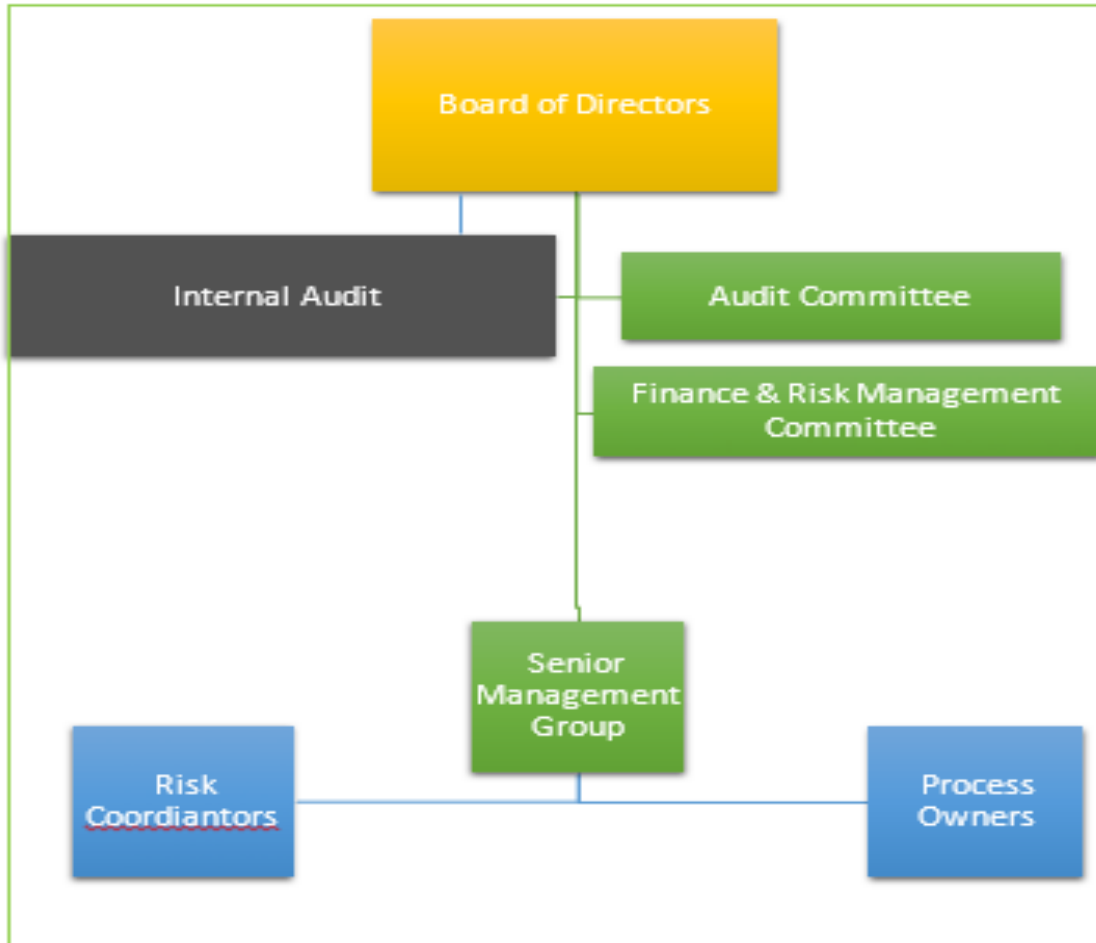 Board of Directors
Internal Audit
Audit Committee
Finance & Risk Management
Committee
Senior
Management
Group
Risk
Coordiantors
Process
Owners